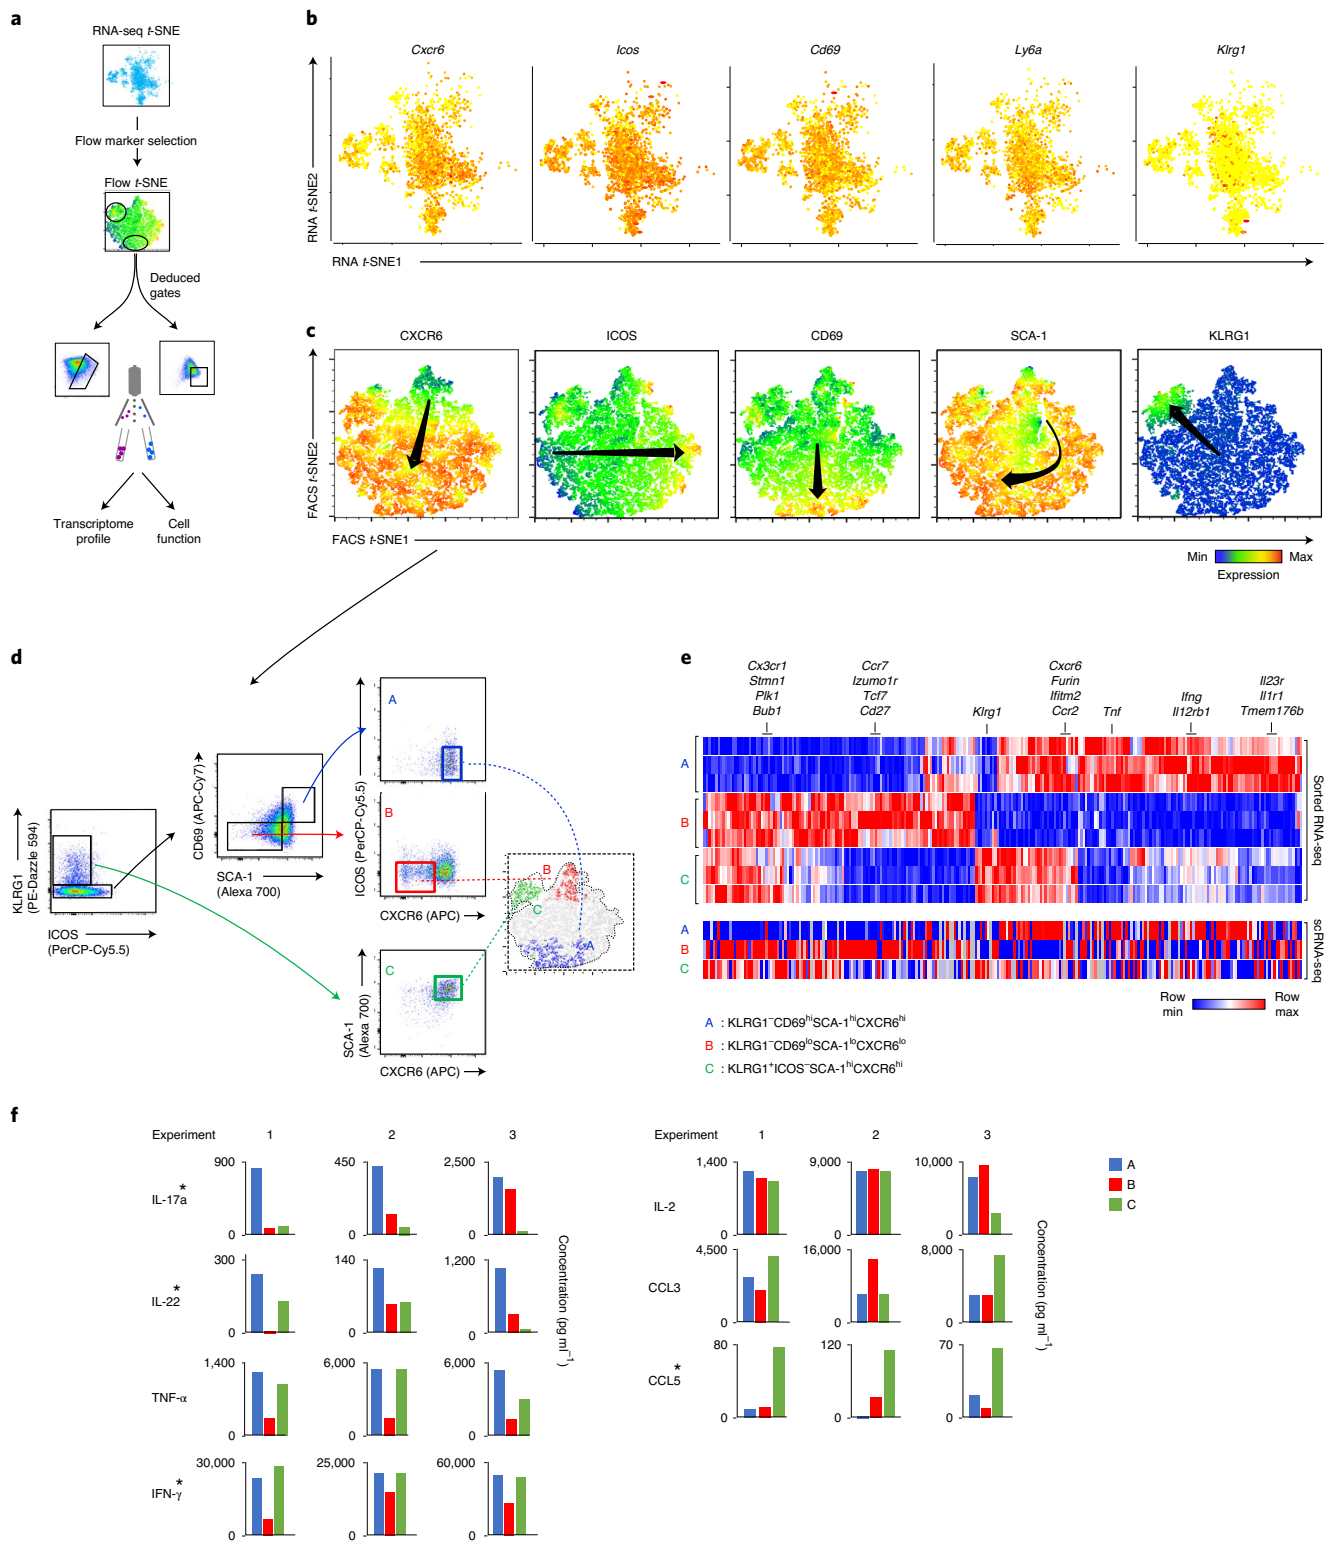 a
RNA-seq t-SNE
Flow marker selection
Flow t-SNE
Deduced
gates
Transcriptome
profile
Cell
function
b
Cxcr6
Icos
Cd69
Ly6a
Klrg1
RNA t-SNE2
RNA t-SNE1
c
CXCR6
ICOS
CD69
SCA-1
KLRG1
FACS t-SNE2
FACS t-SNE1
Min
Max
Expression
d
KLRG1
(PE-Dazzle 594)
ICOS
(PerCP-Cy5.5)
CD69 (APC-Cy7)
SCA-1
(Alexa 700)
A
B
ICOS (PerCP-Cy5.5)
CXCR6 (APC)
C
SCA-1
(Alexa 700)
CXCR6 (APC)
B
C
A
e
Cx3cr1
Stmn1
Plk1
Bub1
Ccr7
Izumo1r
Tcf7
Cd27
Klrg1
Cxcr6
Furin
Ifitm2
Ccr2
Tnf
Ifng
Il12rb1
Il23r
Il1r1
Tmem176b
A
B
C
Sorted RNA-seq
A
B
C
scRNA-seq
Row
min
Row
max
A : KLRG1⁻CD69ʰⁱSCA-1ʰⁱCXCR6ʰⁱ
B : KLRG1⁻CD69ˡᵒSCA-1ˡᵒCXCR6ˡᵒ
C : KLRG1⁺ICOS⁻SCA-1ʰⁱCXCR6ʰⁱ
f
Experiment 1 2 3
IL-17a *
900
0
450
0
2,500
0
IL-22 *
300
0
140
0
1,200
0
TNF-α
1,400
0
6,000
0
6,000
0
IFN-γ *
30,000
0
25,000
0
60,000
0
Concentration (pg ml⁻¹)
Experiment 1 2 3
IL-2
1,400
0
9,000
0
10,000
0
CCL3
4,500
0
16,000
0
8,000
0
CCL5 *
80
0
120
0
70
0
Concentration (pg ml⁻¹)
A
B
C